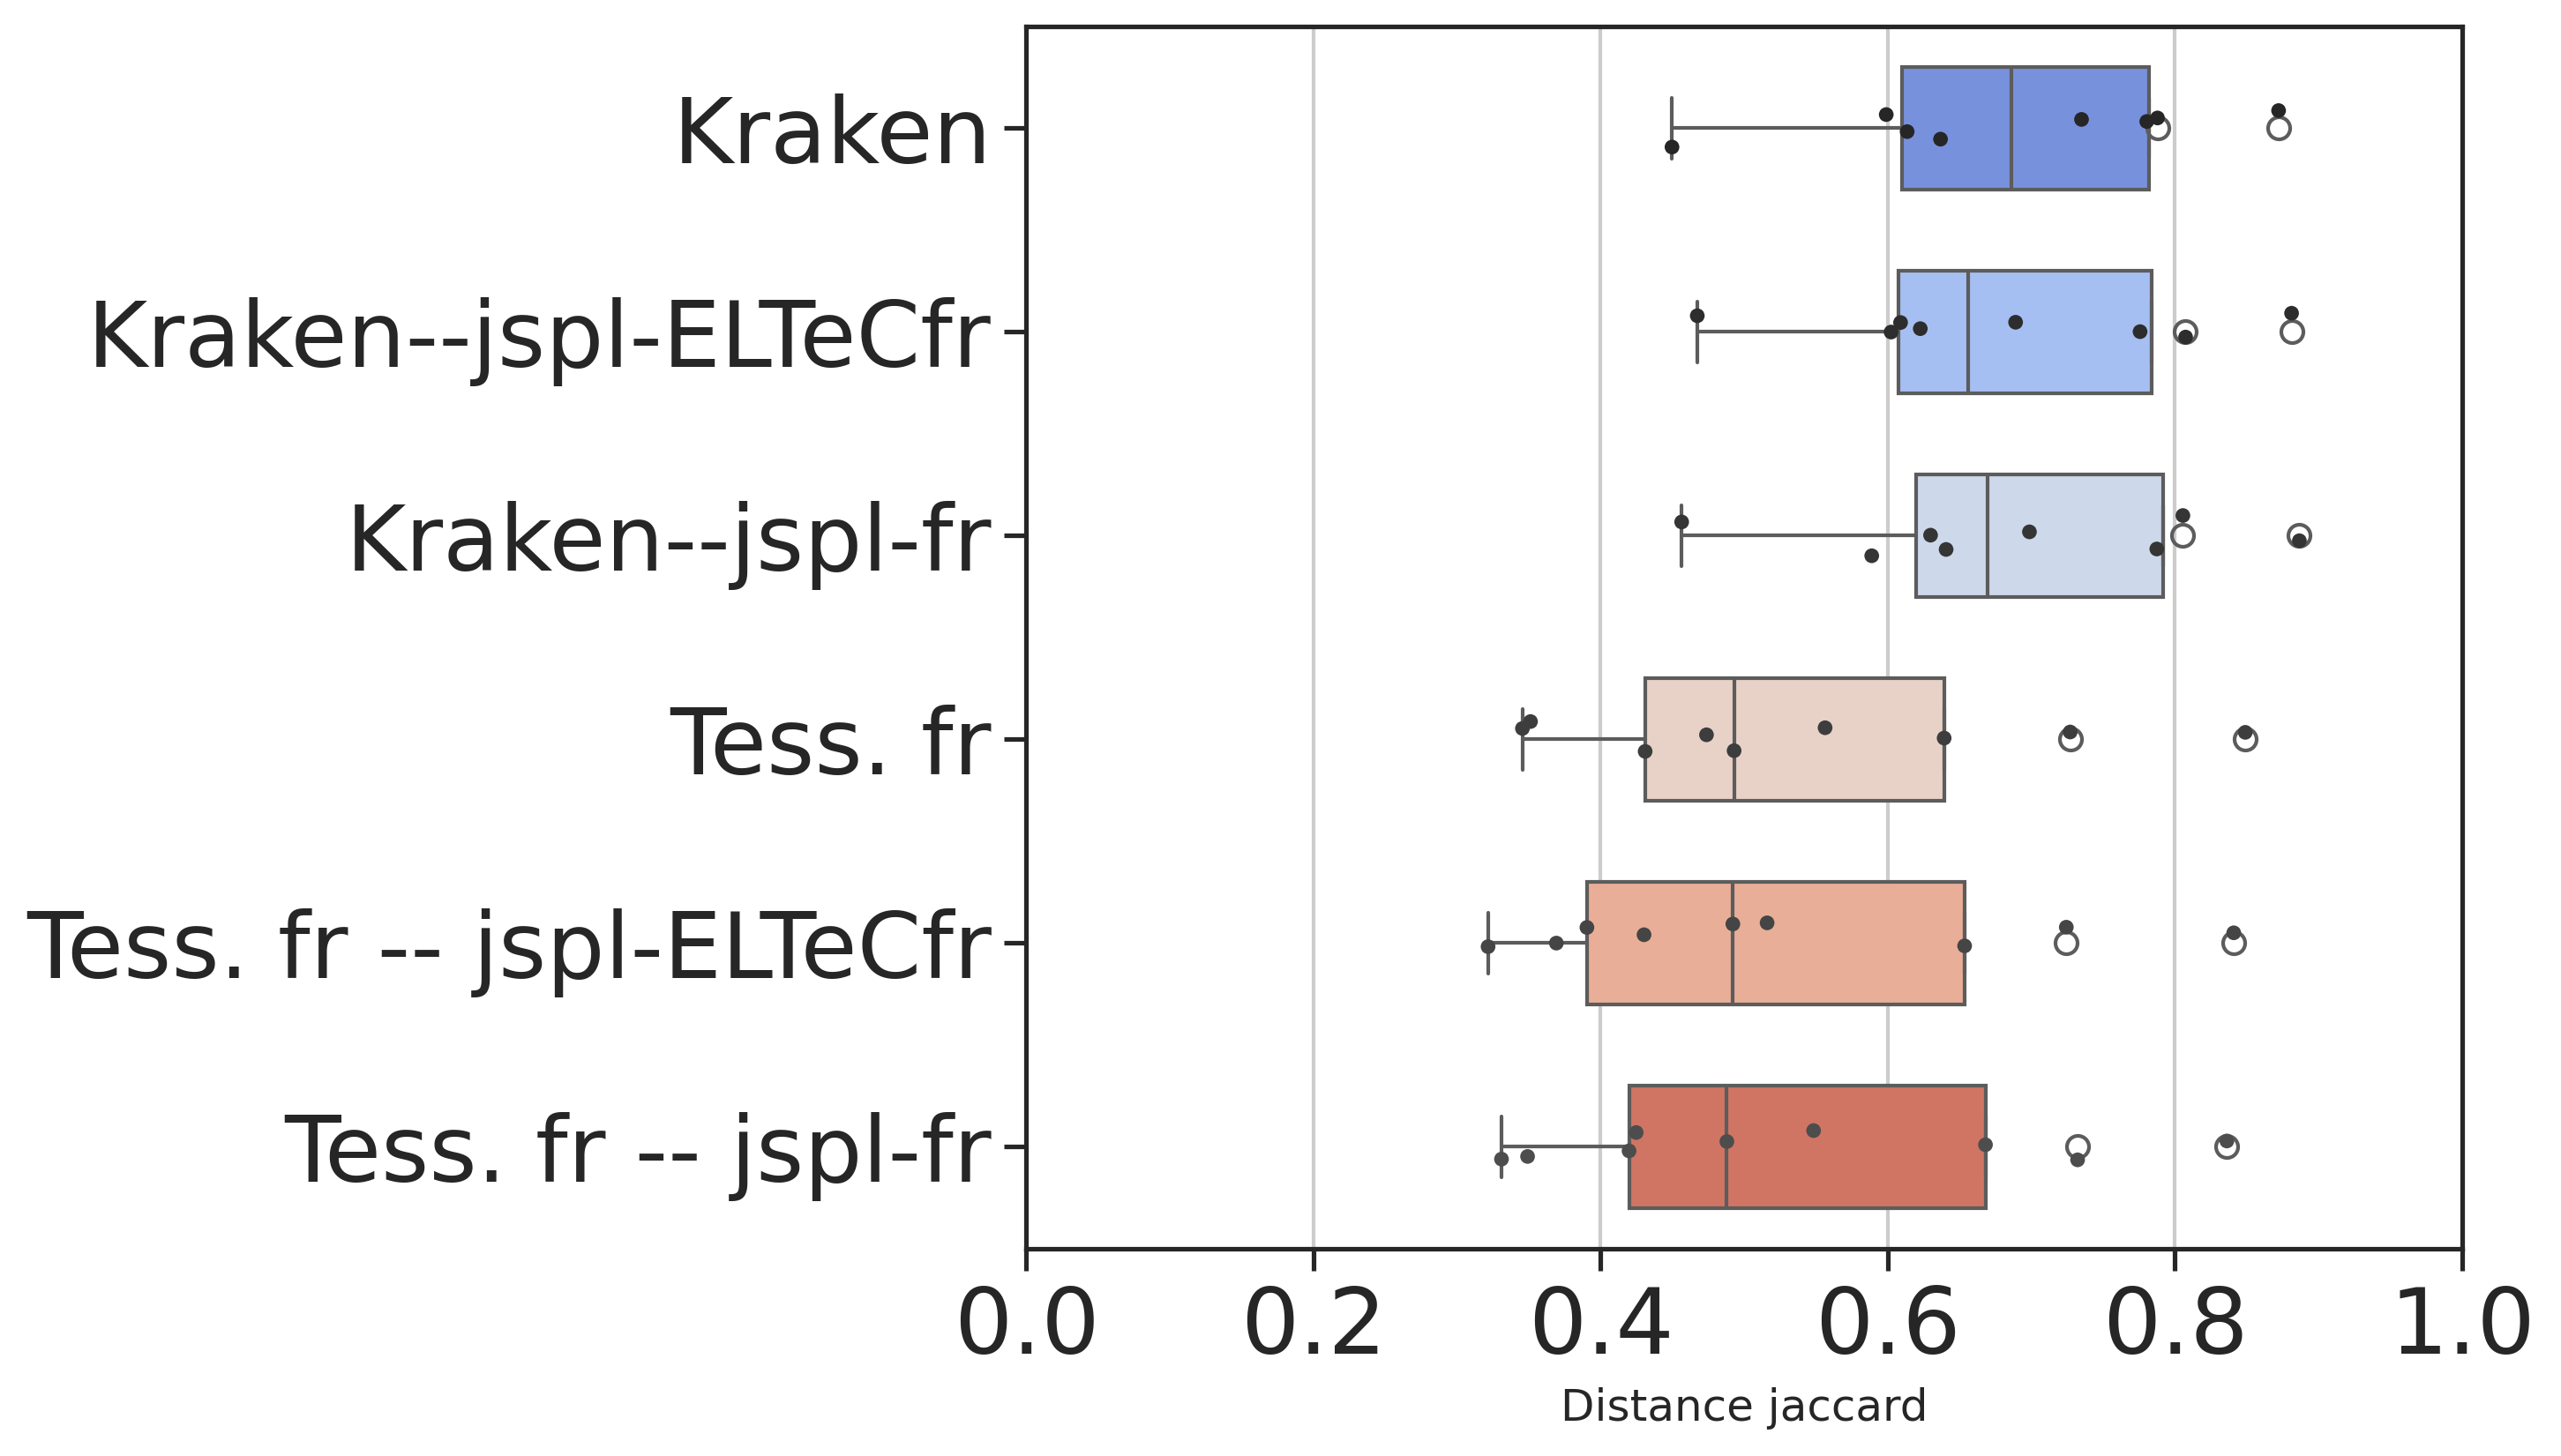 Kraken
Kraken--jspl-ELTeCfr
Kraken--jspl-fr
Tess. fr
Tess. fr -- jspl-ELTeCfr
Tess. fr -- jspl-fr
0.0 0.2 0.4 0.6 0.8 1.0
Distance jaccard